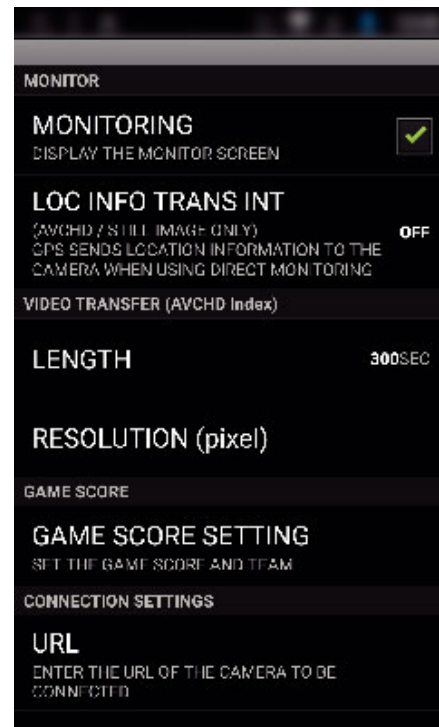 MONITOR
MONITORING
DISPLAY THE MONITOR SCREEN
LOC INFO TRANS INT
(AVCHD / STILL IMAGE ONLY)
OFF
GPS SENDS LOCATION INFORMATION TO THE
CAMERA WHEN USING DIRECT MONITORING
VIDEO TRANSFER (AVCHD Index)
LENGTH
300SEC
RESOLUTION (pixel)
GAME SCORE
GAME SCORE SETTING
SET THE GAME SCORE AND TEAM
CONNECTION SETTINGS
URL
ENTER THE URL OF THE CAMERA TO BE
CONNECTED